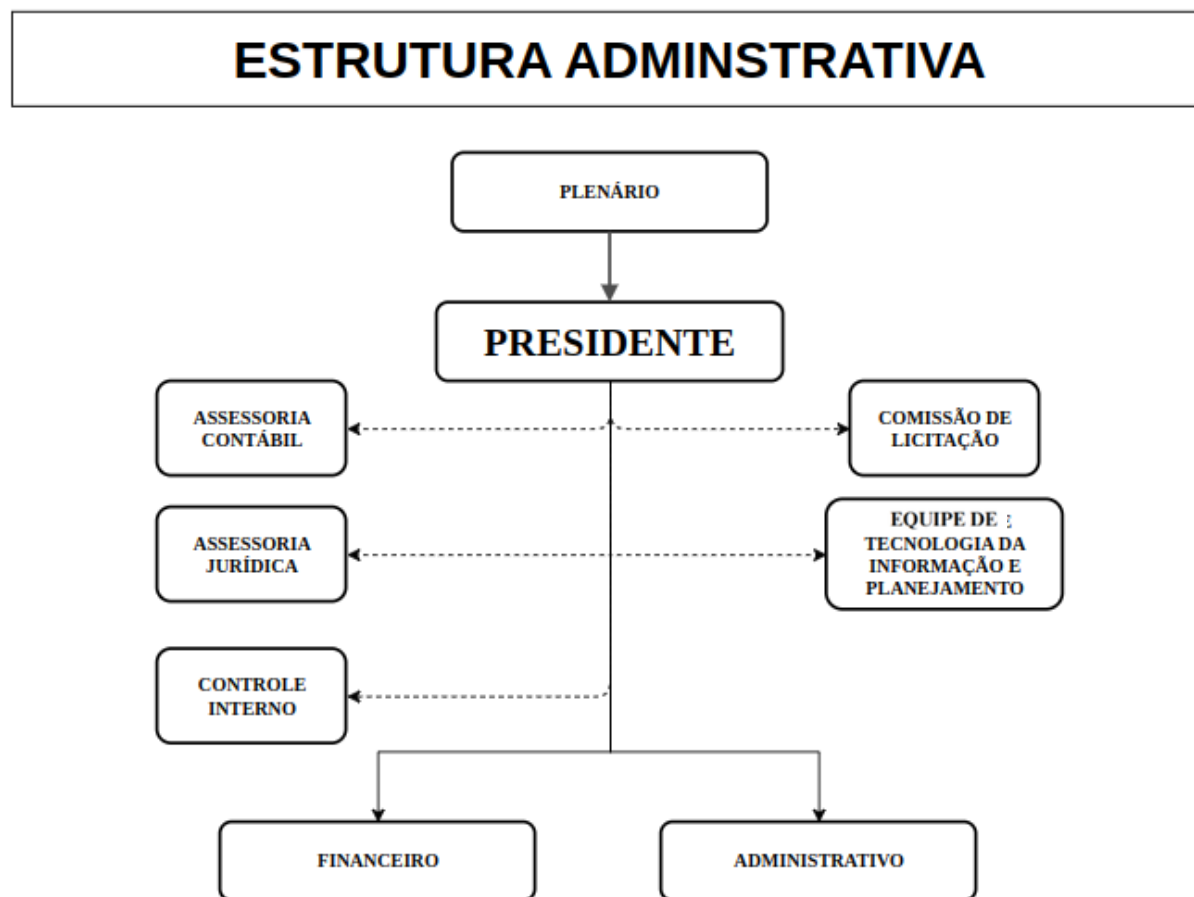 ESTRUTURA ADMINSTRATIVA
PLENÁRIO
PRESIDENTE
ASSESSORIA
CONTÁBIL
COMISSÃO DE
LICITAÇÃO
ASSESSORIA
JURÍDICA
EQUIPE DE
TECNOLOGIA DA
INFORMAÇÃO E
PLANEJAMENTO
CONTROLE
INTERNO
FINANCEIRO
ADMINISTRATIVO